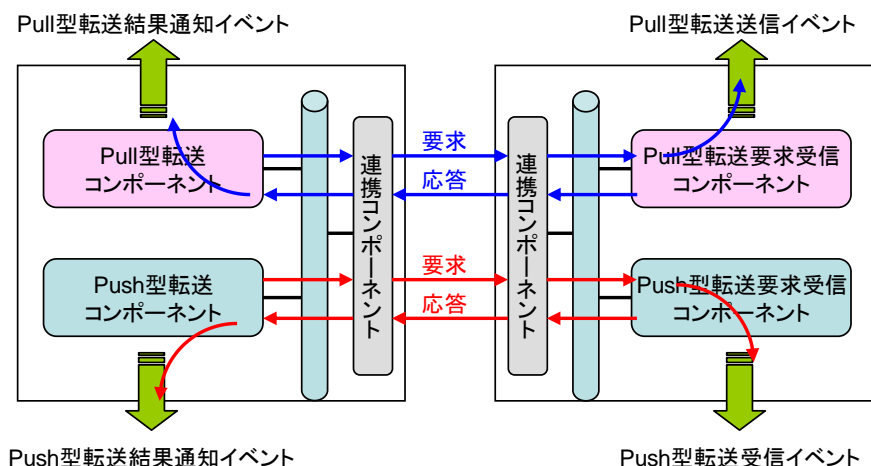 Pull型転送結果通知イベント
Pull型転送送信イベント
Pull型転送
コンポーネント
連携コンポーネント
要求
応答
連携コンポーネント
Pull型転送要求受信
コンポーネント
Push型転送
コンポーネント
要求
応答
Push型転送要求受信
コンポーネント
Push型転送結果通知イベント
Push型転送受信イベント